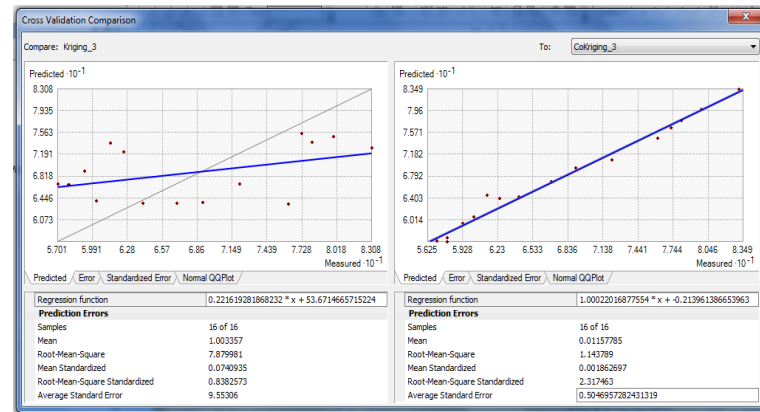 Cross Validation Comparison
x
Compare: Kriging_3
To: CoKriging_3
Predicted ·10⁻¹
8.308
7.935
7.563
7.191
6.818
6.446
6.073
5.701 5.991 6.28 6.57 6.86 7.149 7.439 7.728 8.018 8.308
Measured ·10⁻¹
Predicted Error Standardized Error Normal QQPlot
Regression function 0.221619281868232 * x + 53.6714665715224
Prediction Errors
Samples 16 of 16
Mean 1.003357
Root-Mean-Square 7.879981
Mean Standardized 0.0740935
Root-Mean-Square Standardized 0.8382573
Average Standard Error 9.55306
Predicted ·10⁻¹
8.349
7.96
7.571
7.182
6.792
6.403
6.014
5.625 5.928 6.23 6.533 6.836 7.138 7.441 7.744 8.046 8.349
Measured ·10⁻¹
Predicted Error Standardized Error Normal QQPlot
Regression function 1.00022016877554 * x + -0.213961386653963
Prediction Errors
Samples 16 of 16
Mean 0.01157785
Root-Mean-Square 1.143789
Mean Standardized 0.001862697
Root-Mean-Square Standardized 2.317463
Average Standard Error 0.5046957282431319